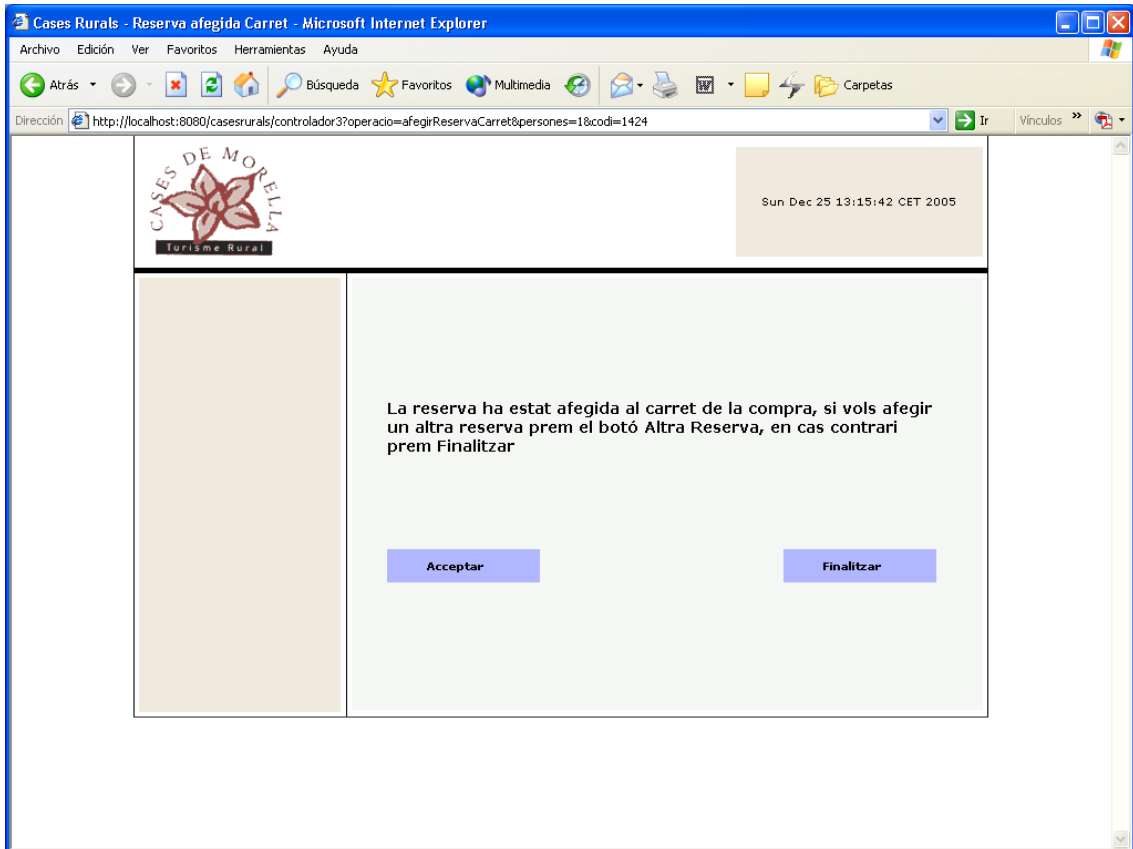 Cases Rurals - Reserva afegida Carret - Microsoft Internet Explorer
Archivo Edición Ver Favoritos Herramientas Ayuda
Atrás Búsqueda Favoritos Multimedia Carpetas
Dirección http://localhost:8080/casesrurals/controlador3?operacio=afegirReservaCarret&persones=1&codi=1424 Ir Vínculos »
CASES DE MORELLA
Turisme Rural
Sun Dec 25 13:15:42 CET 2005
La reserva ha estat afegida al carret de la compra, si vols afegir
un altra reserva prem el botó Altra Reserva, en cas contrari
prem Finalitzar
Acceptar Finalitzar